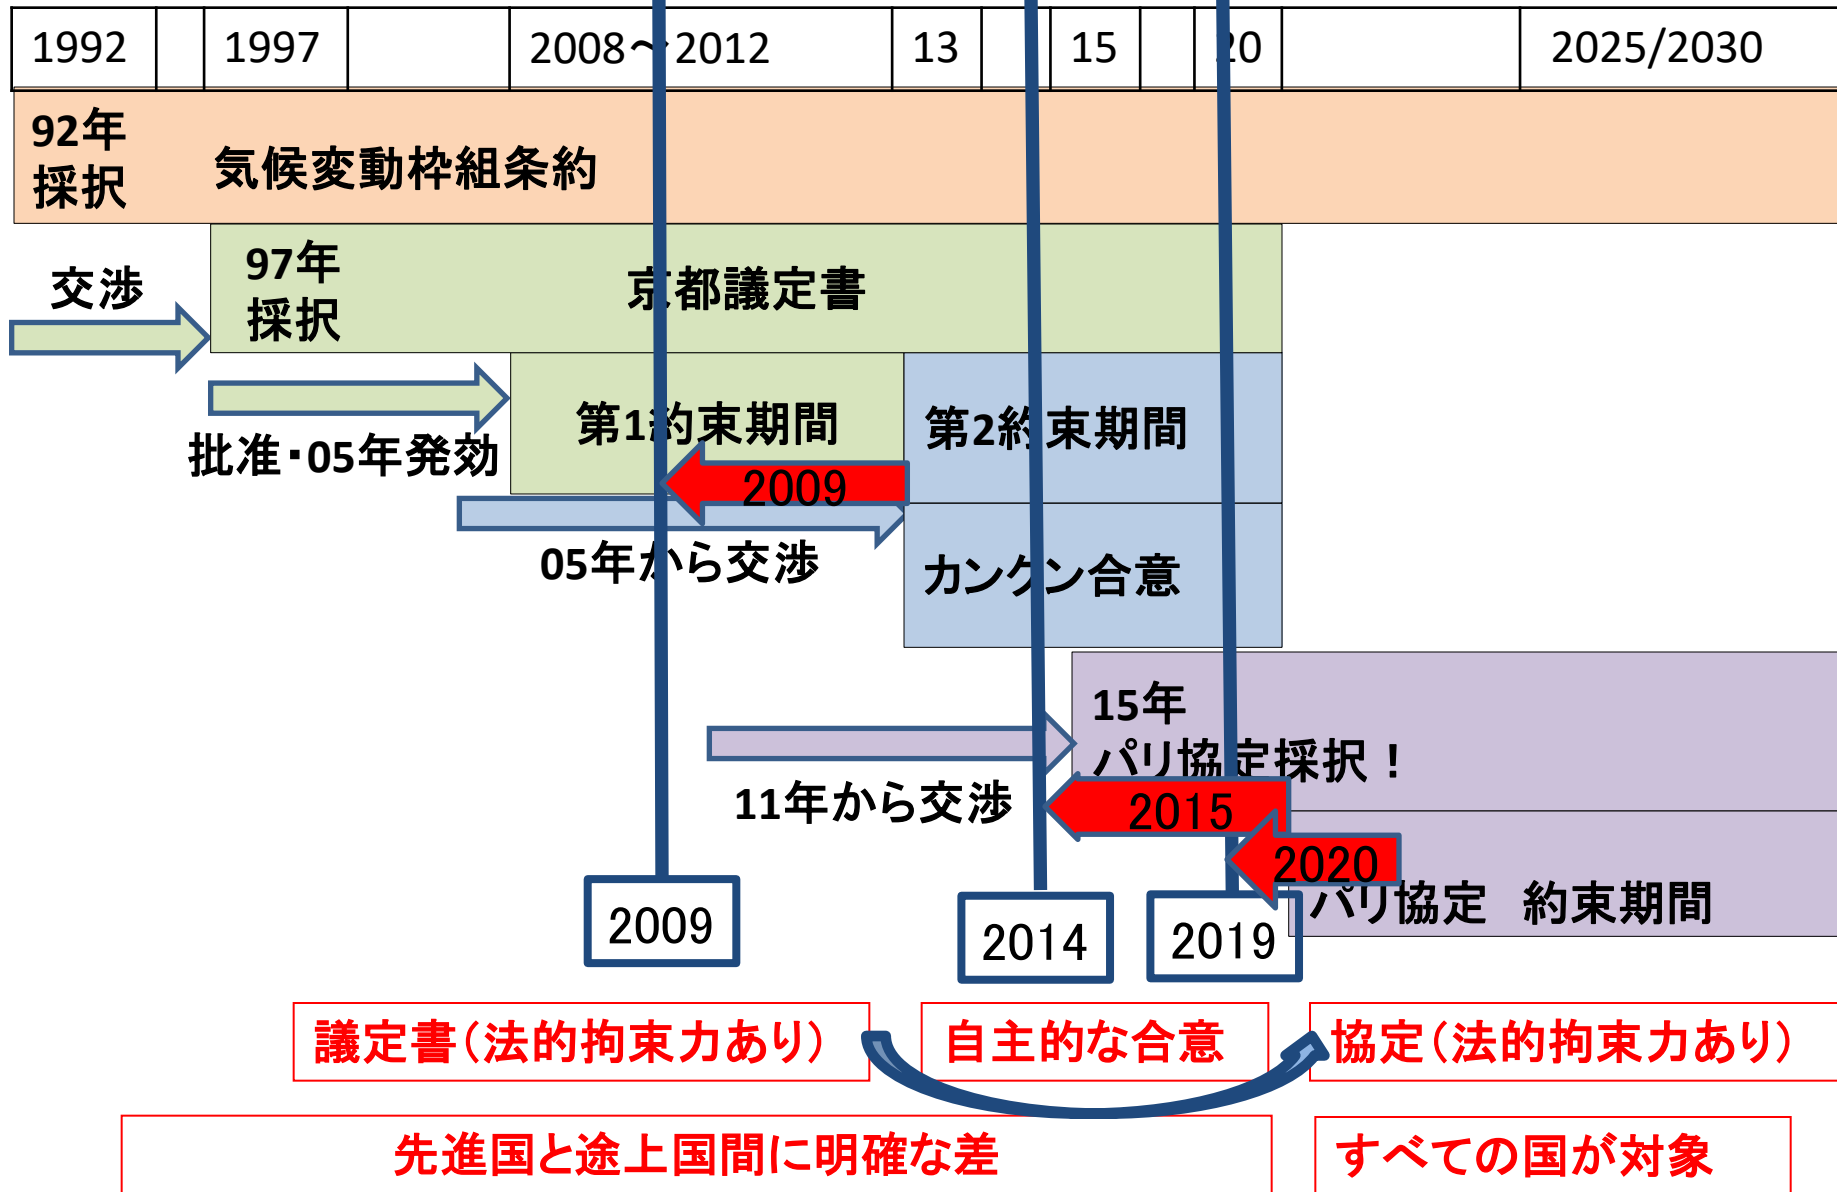 1992 1997 2008～2012 13 15 20 2025/2030
92年
採択
気候変動枠組条約
交渉
97年
採択
京都議定書
批准・05年発効
第1約束期間
第2約束期間
2009
05年から交渉
カンクン合意
15年
パリ協定採択！
11年から交渉
2015
2020
パリ協定　約束期間
2009
2014
2019
議定書（法的拘束力あり）
自主的な合意
協定（法的拘束力あり）
先進国と途上国間に明確な差
すべての国が対象